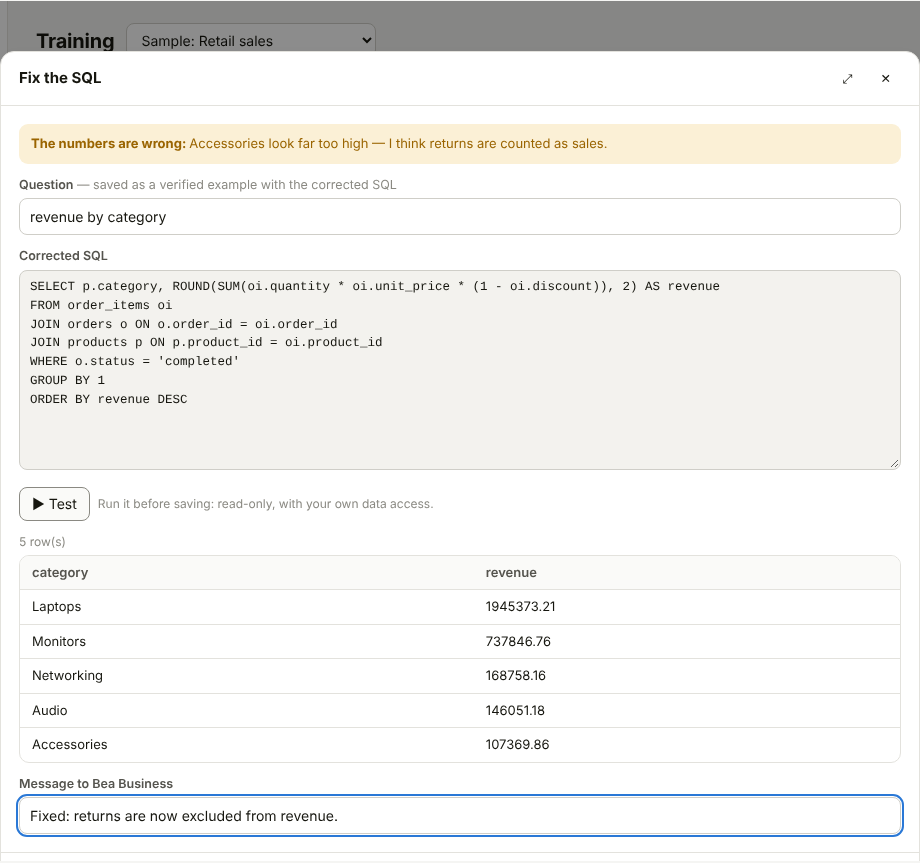 Training
Sample: Retail sales
Fix the SQL
The numbers are wrong: Accessories look far too high — I think returns are counted as sales.
Question — saved as a verified example with the corrected SQL
revenue by category
Corrected SQL
SELECT p.category, ROUND(SUM(oi.quantity * oi.unit_price * (1 - oi.discount)), 2) AS revenue
FROM order_items oi
JOIN orders o ON o.order_id = oi.order_id
JOIN products p ON p.product_id = oi.product_id
WHERE o.status = 'completed'
GROUP BY 1
ORDER BY revenue DESC
▶ Test Run it before saving: read-only, with your own data access.
5 row(s)
category revenue
Laptops 1945373.21
Monitors 737846.76
Networking 168758.16
Audio 146051.18
Accessories 107369.86
Message to Bea Business
Fixed: returns are now excluded from revenue.